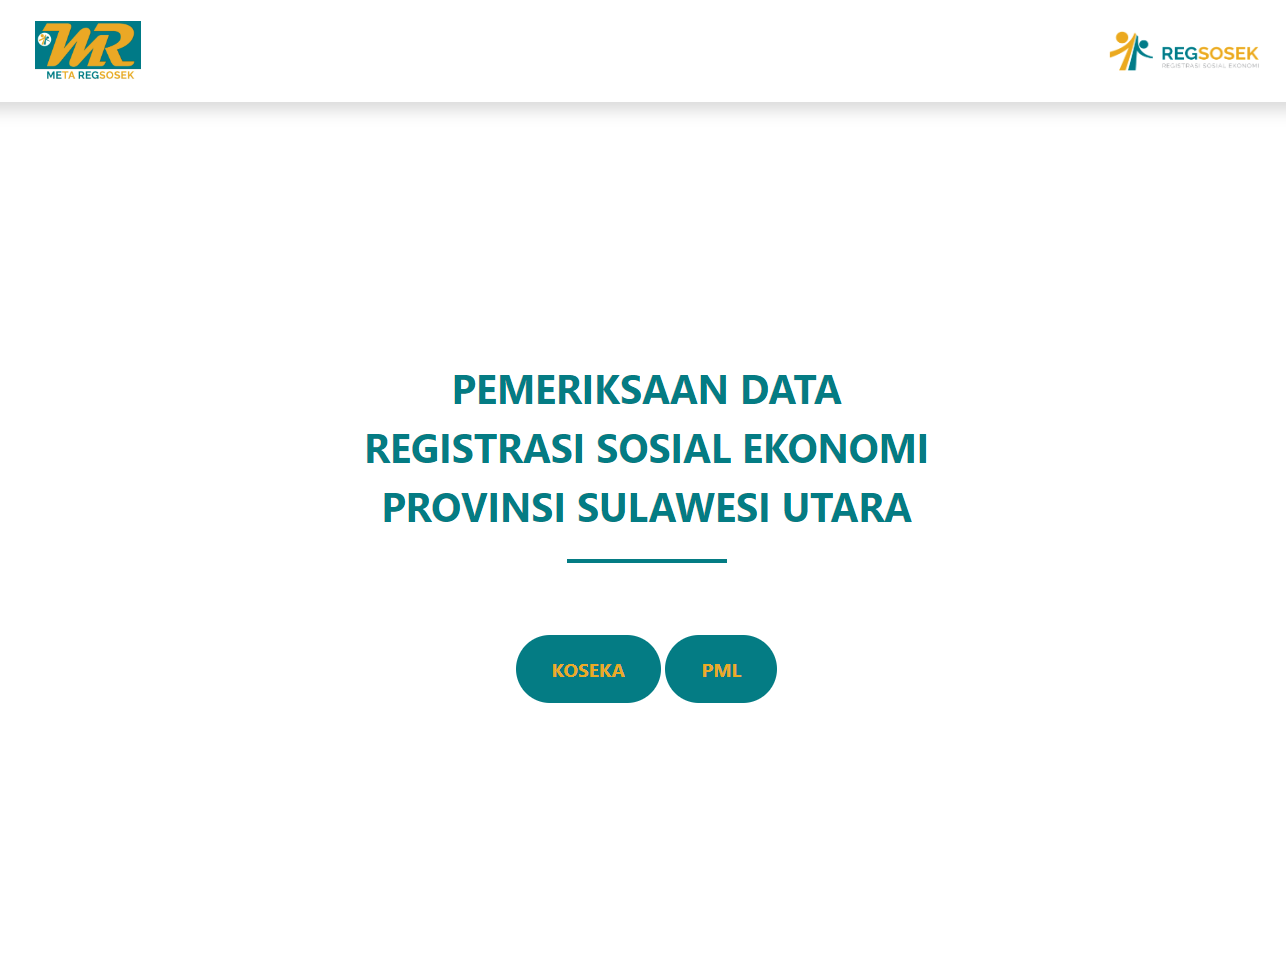 MR
META REGSOSEK
REGSOSEK
REGISTRASI SOSIAL EKONOMI
PEMERIKSAAN DATA
REGISTRASI SOSIAL EKONOMI
PROVINSI SULAWESI UTARA
KOSEKA
PML